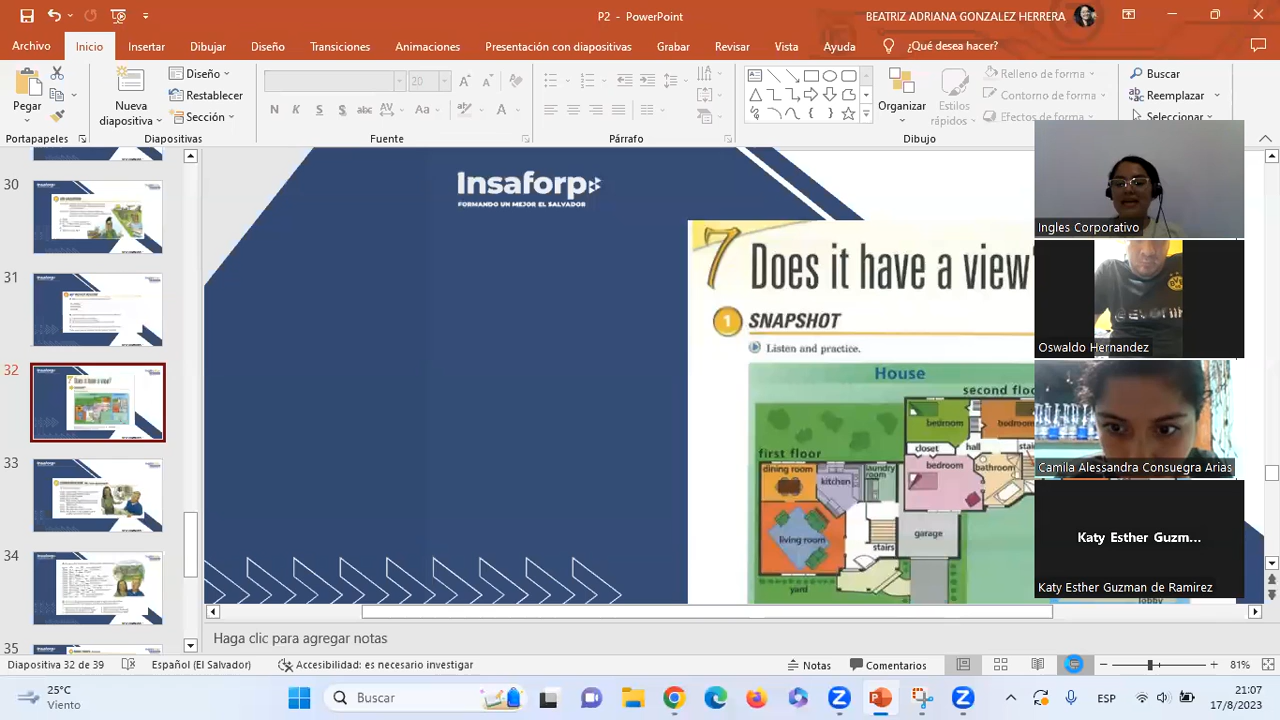 P2 - PowerPoint
BEATRIZ ADRIANA GONZALEZ HERRERA
Archivo Inicio Insertar Dibujar Diseño Transiciones Animaciones Presentación con diapositivas Grabar Revisar Vista Ayuda ¿Qué desea hacer?
Pegar
Nueva diapositiva
Diseño
Restablecer
Sección
20
N K S S abc AV Aa A
Organizar
Estilos rápidos
Relleno de forma
Contorno de forma
Efectos de forma
Buscar
Reemplazar
Seleccionar
Portapapeles Diapositivas Fuente Párrafo Dibujo
30
31
32
33
34
35
Insaforp
FORMANDO UN MEJOR EL SALVADOR
7 Does it have a view
1 SNAPSHOT
Listen and practice.
House
second floo
bedroom
bedroom
closet
hall
stai
bedroom
bathroom
first floor
dining room
kitchen
laundry room
living room
stairs
garage
yard
lobby
Ingles Corporativo
Oswaldo Hernandez
Camila Alessandra Consuegra Arias
Katy Esther Guzm...
Katy Esther Guzman de Ramirez
Haga clic para agregar notas
Diapositiva 32 de 39 Español (El Salvador) Accesibilidad: es necesario investigar Notas Comentarios 81%
25°C
Viento
Buscar
ESP
21:07
17/8/2023